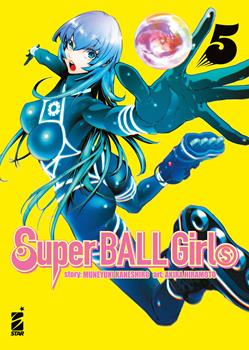 5
Super BALL Girls
story: MUNEYUKI KANESHIRO art: AKIRA HIRAMOTO
STAR